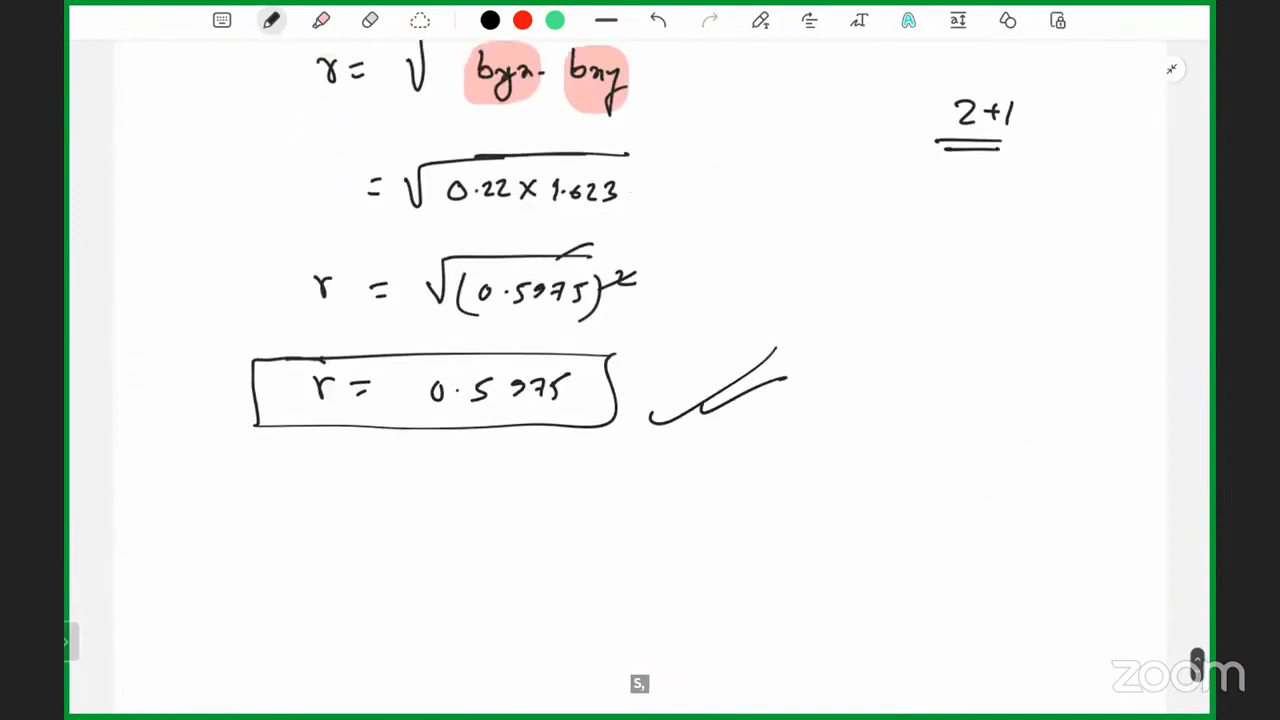 r = √ byx · bxy
2+1
= √ 0.22 × 1.623
r = √(0.5975)²
r = 0.5975
S,
zoom